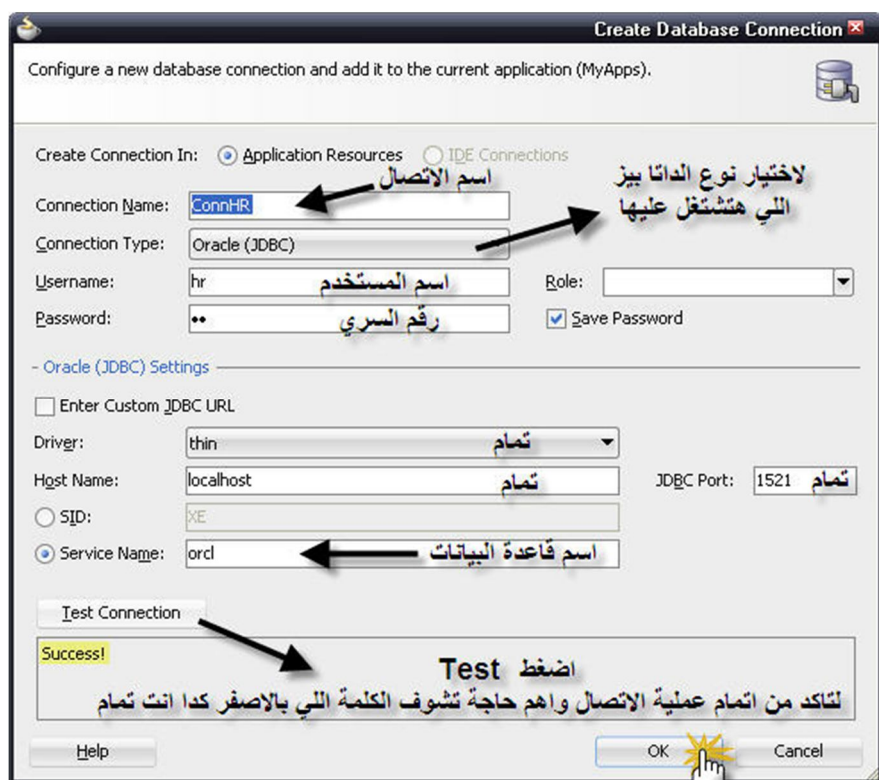 Create Database Connection
Configure a new database connection and add it to the current application (MyApps).
Create Connection In: Application Resources IDE Connections
اسم الاتصال
لاختيار نوع الداتا بيز
اللي هتشتغل عليها
Connection Name: ConnHR
Connection Type: Oracle (JDBC)
Username: hr اسم المستخدم Role:
Password: •• رقم السري Save Password
Oracle (JDBC) Settings
Enter Custom JDBC URL
Driver: thin تمام
Host Name: localhost تمام JDBC Port: 1521 تمام
SID: XE
Service Name: orcl اسم قاعدة البيانات
Test Connection
Success!
اضغط Test
لتاكد من اتمام عملية الاتصال واهم حاجة تشوف الكلمة اللي بالاصفر كدا انت تمام
Help OK Cancel